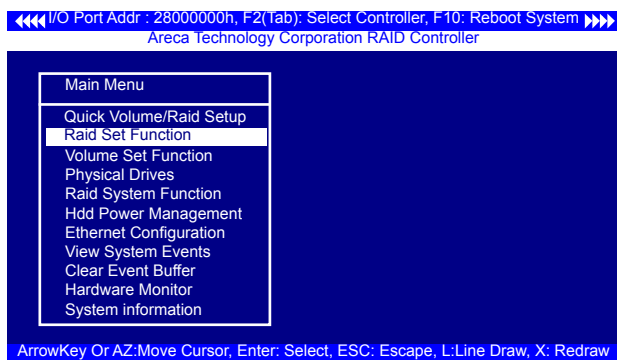 I/O Port Addr : 28000000h, F2(Tab): Select Controller, F10: Reboot System
Areca Technology Corporation RAID Controller
Main Menu
Quick Volume/Raid Setup
Raid Set Function
Volume Set Function
Physical Drives
Raid System Function
Hdd Power Management
Ethernet Configuration
View System Events
Clear Event Buffer
Hardware Monitor
System information
ArrowKey Or AZ:Move Cursor, Enter: Select, ESC: Escape, L:Line Draw, X: Redraw